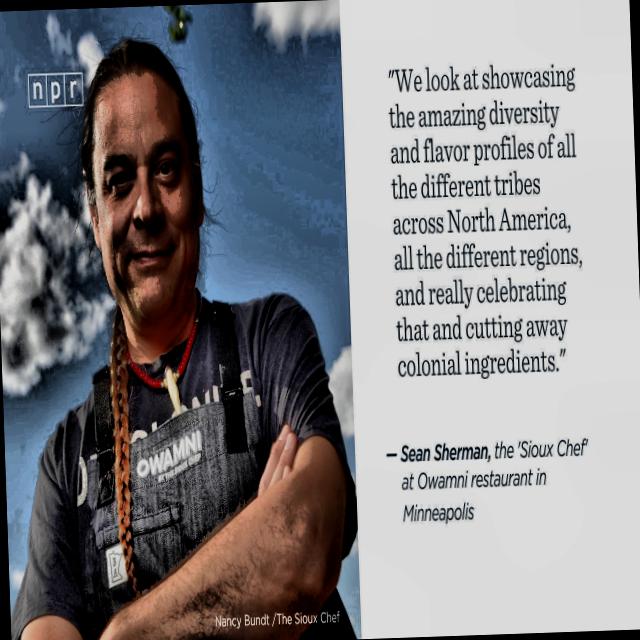 npr
"We look at showcasing
the amazing diversity
and flavor profiles of all
the different tribes
across North America,
all the different regions,
and really celebrating
that and cutting away
colonial ingredients."
— Sean Sherman, the 'Sioux Chef'
at Owamni restaurant in
Minneapolis
OWAMNI
Nancy Bundt /The Sioux Chef